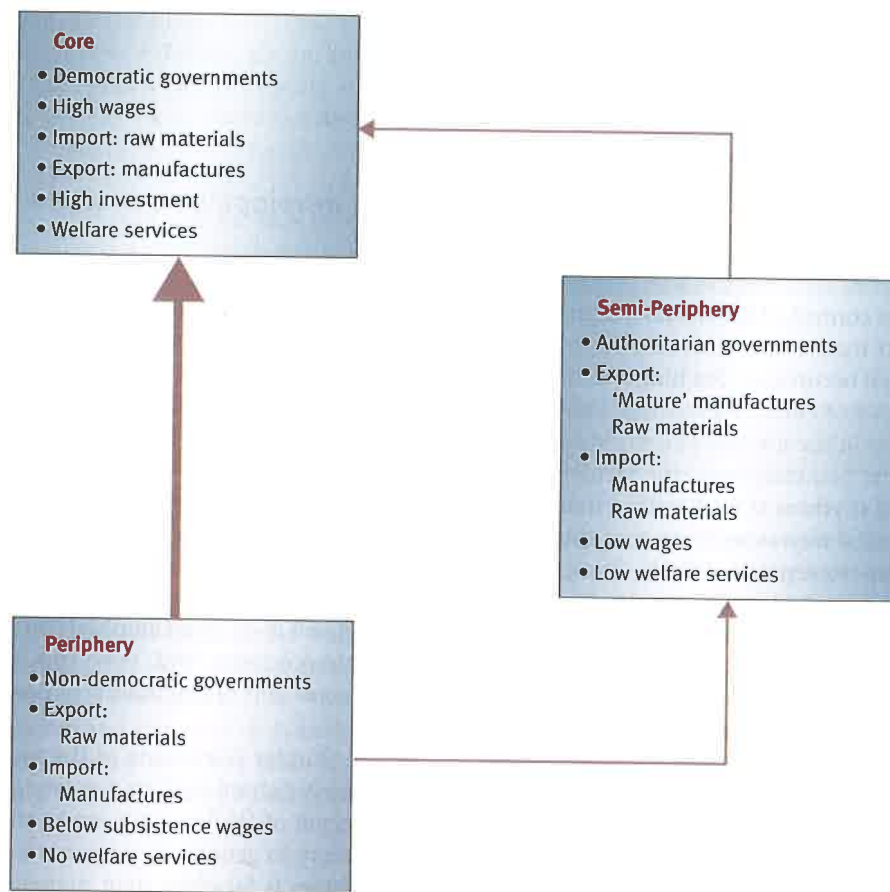 Core
• Democratic governments
• High wages
• Import: raw materials
• Export: manufactures
• High investment
• Welfare services
Semi-Periphery
• Authoritarian governments
• Export:
‘Mature’ manufactures
Raw materials
• Import:
Manufactures
Raw materials
• Low wages
• Low welfare services
Periphery
• Non-democratic governments
• Export:
Raw materials
• Import:
Manufactures
• Below subsistence wages
• No welfare services